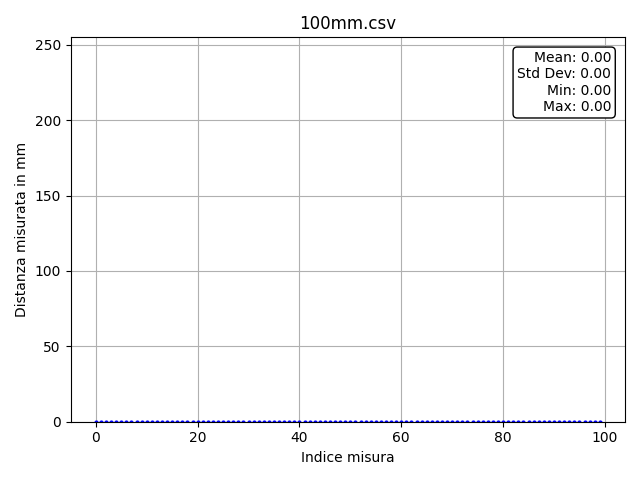 100mm.csv
250
200
150
100
50
0
Distanza misurata in mm
Mean: 0.00
Std Dev: 0.00
Min: 0.00
Max: 0.00
0 20 40 60 80 100
Indice misura